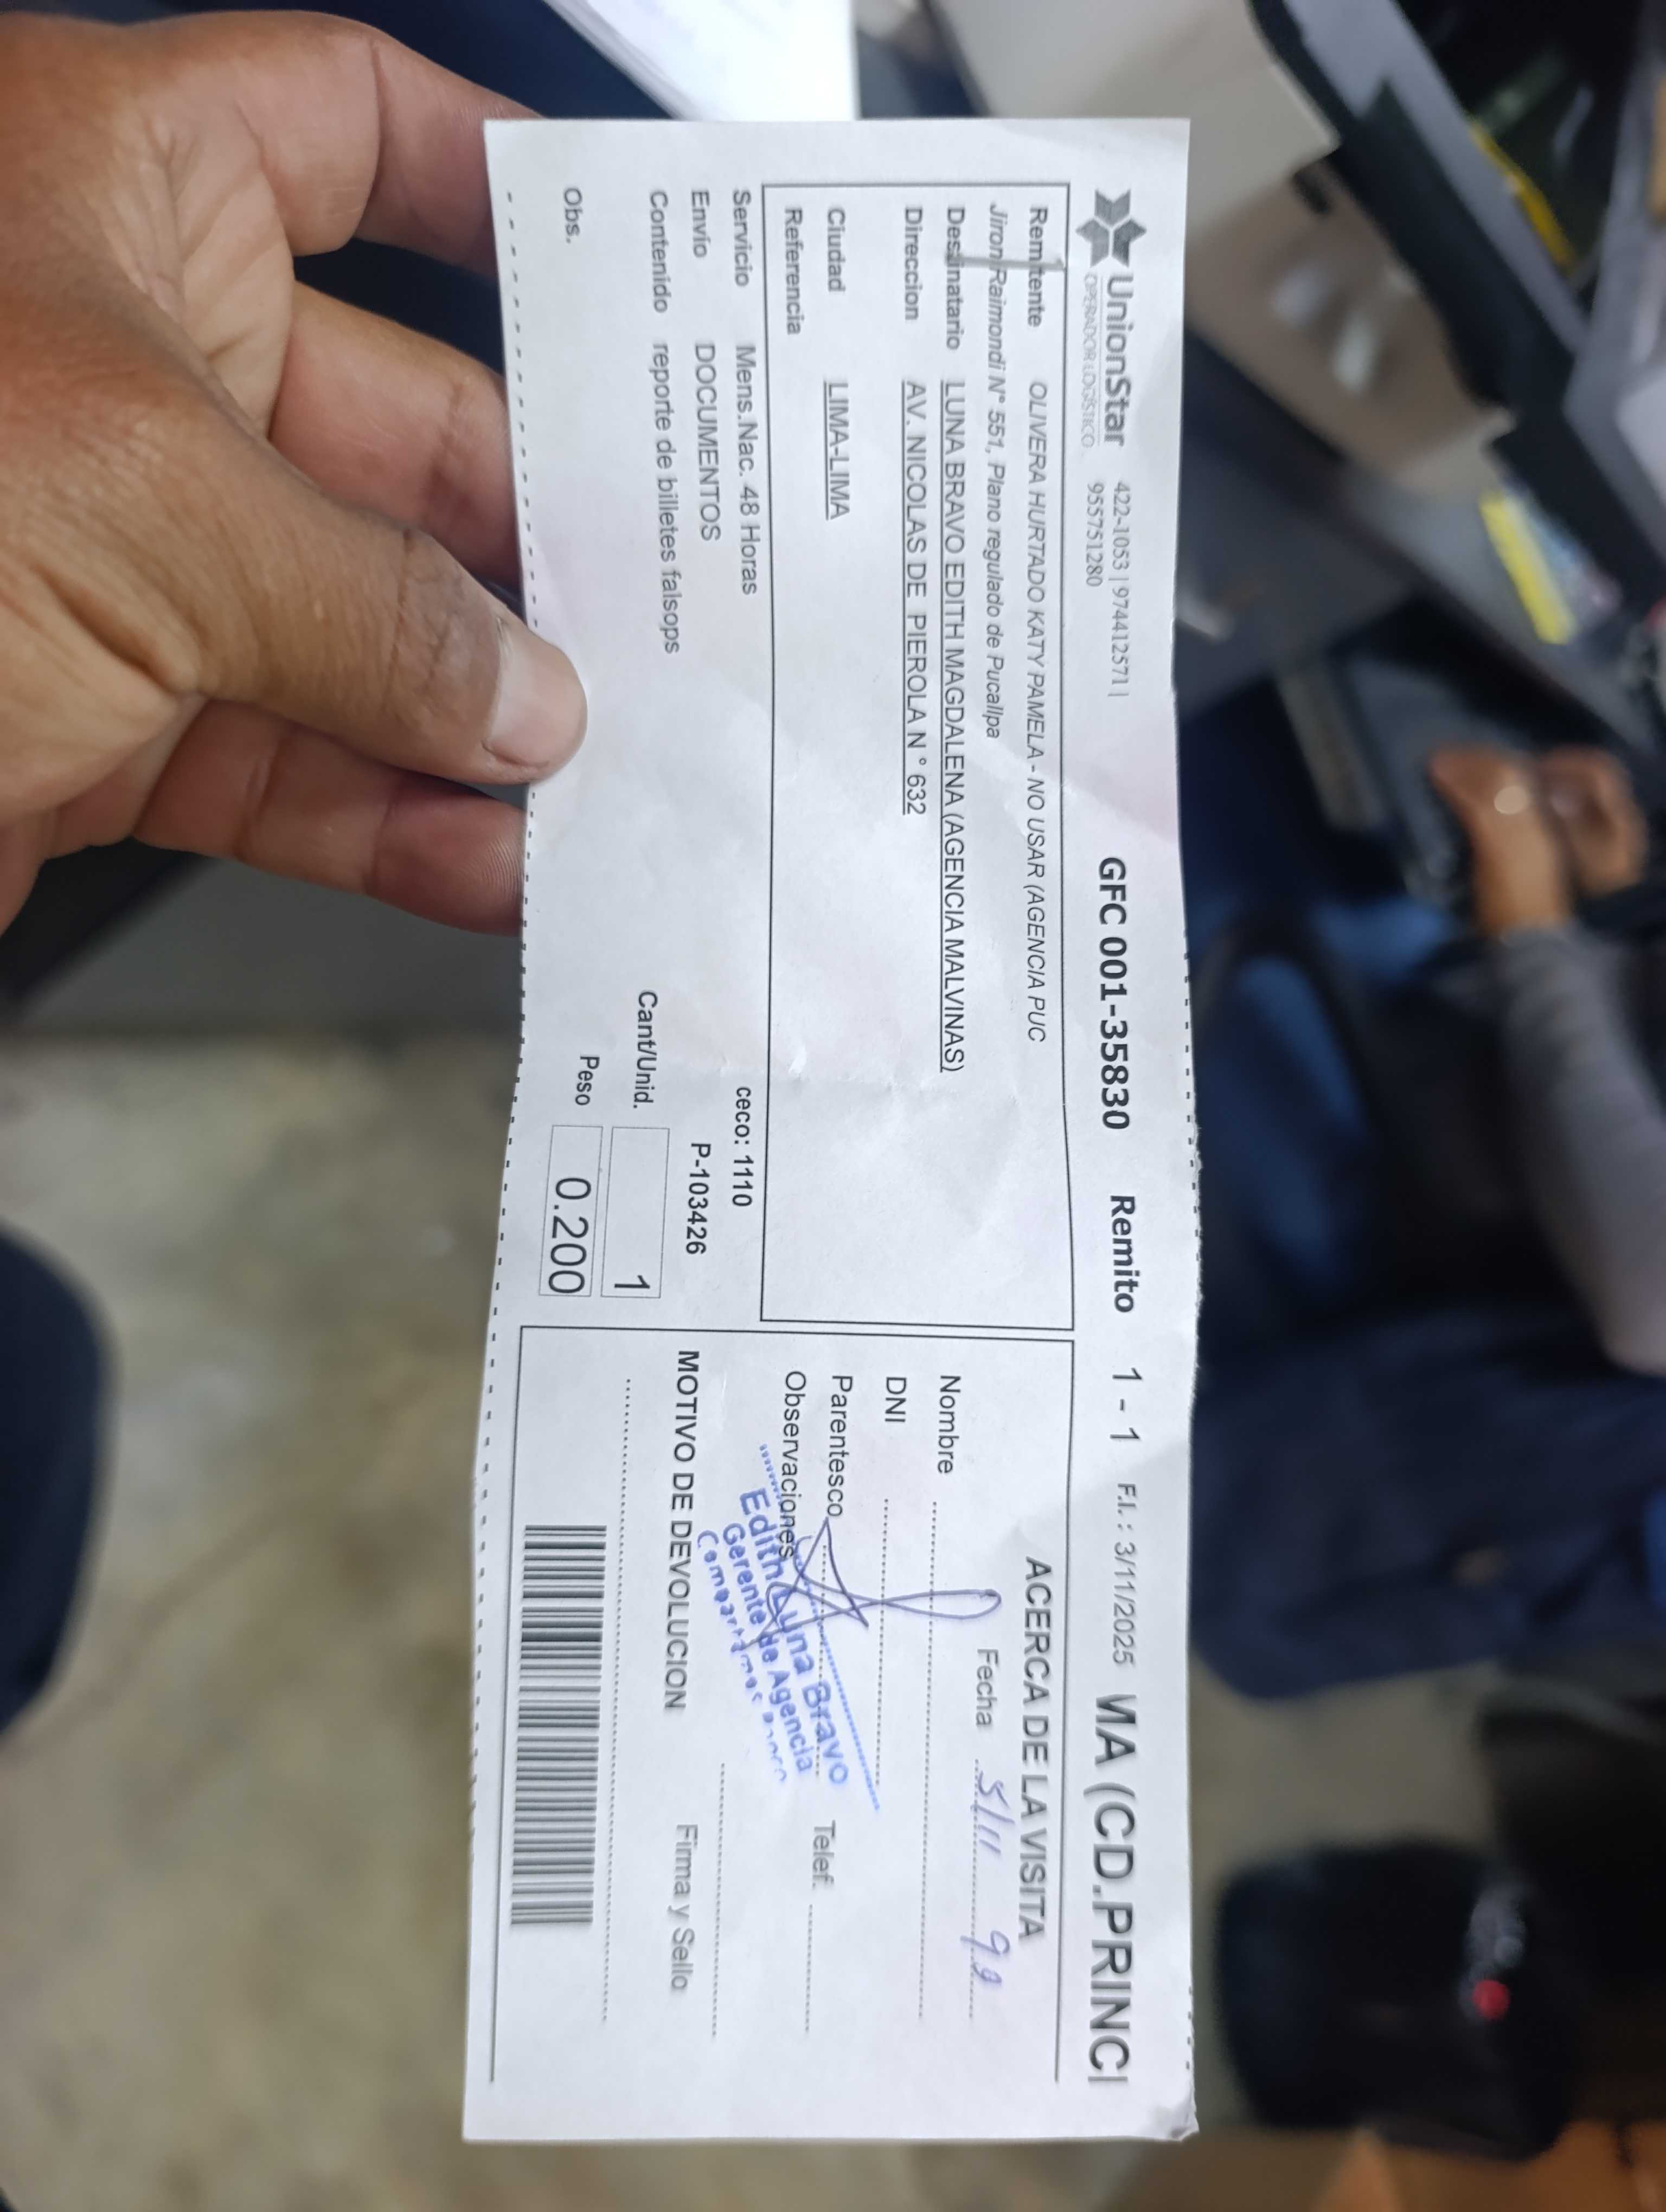 UnionStar 422-1053 | 974412571 | GFC 001-35830 Remito 1 - 1 F.I. : 3/11/2025 MA (CD.PRINCI
OPERADOR LOGÍSTICO 955751280
Remitente OLIVERA HURTADO KATY PAMELA - NO USAR (AGENCIA PUC
Jiron Raimondi N° 551, Plano regulado de Pucallpa
Destinatario LUNA BRAVO EDITH MAGDALENA (AGENCIA MALVINAS)
Direccion AV. NICOLAS DE PIEROLA N ° 632
Ciudad LIMA-LIMA
Referencia
Servicio Mens.Nac. 48 Horas ceco: 1110
Envío DOCUMENTOS P-103426
Contenido reporte de billetes falsops Cant/Unid. 1
Obs. Peso 0.200
ACERCA DE LA VISITA
Fecha 5/11
Nombre
DNI
Parentesco Telef.
Observaciones
Edith Luna Bravo
Gerente de Agencia
MOTIVO DE DEVOLUCION Firma y Sello